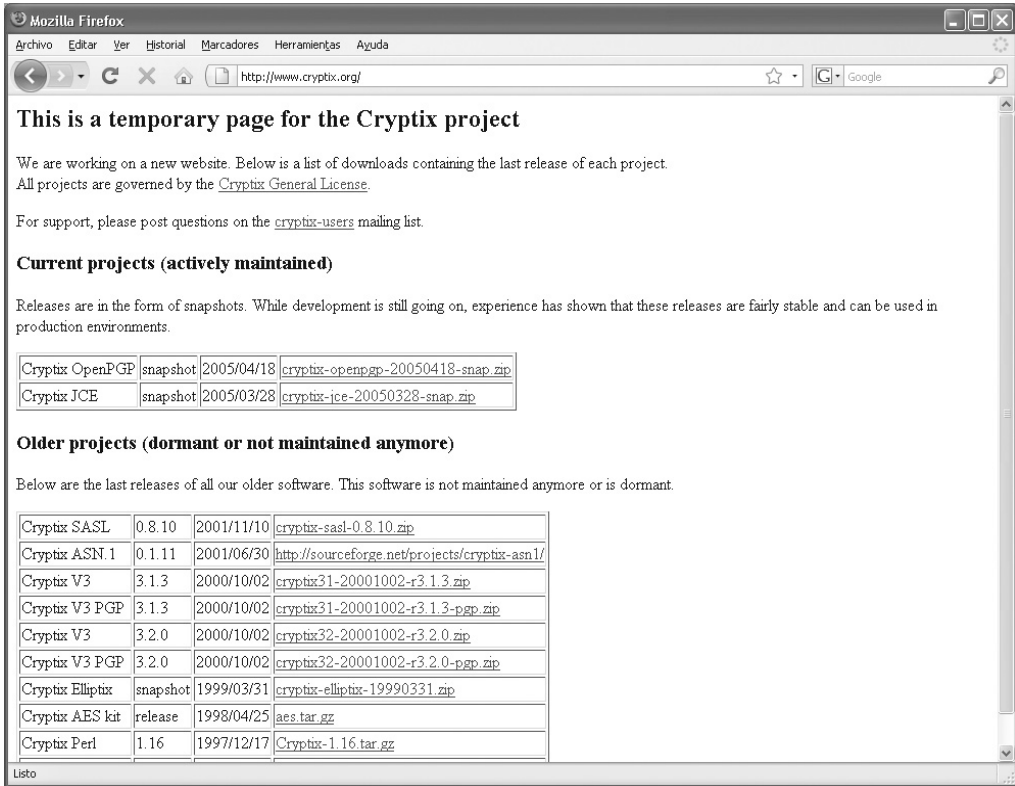 Mozilla Firefox
Archivo Editar Ver Historial Marcadores Herramientas Ayuda
http://www.cryptix.org/ G Google
This is a temporary page for the Cryptix project
We are working on a new website. Below is a list of downloads containing the last release of each project.
All projects are governed by the Cryptix General License.
For support, please post questions on the cryptix-users mailing list.
Current projects (actively maintained)
Releases are in the form of snapshots. While development is still going on, experience has shown that these releases are fairly stable and can be used in
production environments.
Cryptix OpenPGP snapshot 2005/04/18 cryptix-openpgp-20050418-snap.zip
Cryptix JCE snapshot 2005/03/28 cryptix-jce-20050328-snap.zip
Older projects (dormant or not maintained anymore)
Below are the last releases of all our older software. This software is not maintained anymore or is dormant.
Cryptix SASL 0.8.10 2001/11/10 cryptix-sasl-0.8.10.zip
Cryptix ASN.1 0.1.11 2001/06/30 http://sourceforge.net/projects/cryptix-asn1/
Cryptix V3 3.1.3 2000/10/02 cryptix31-20001002-r3.1.3.zip
Cryptix V3 PGP 3.1.3 2000/10/02 cryptix31-20001002-r3.1.3-pgp.zip
Cryptix V3 3.2.0 2000/10/02 cryptix32-20001002-r3.2.0.zip
Cryptix V3 PGP 3.2.0 2000/10/02 cryptix32-20001002-r3.2.0-pgp.zip
Cryptix Elliptix snapshot 1999/03/31 cryptix-elliptix-19990331.zip
Cryptix AES kit release 1998/04/25 aes.tar.gz
Cryptix Perl 1.16 1997/12/17 Cryptix-1.16.tar.gz
Listo